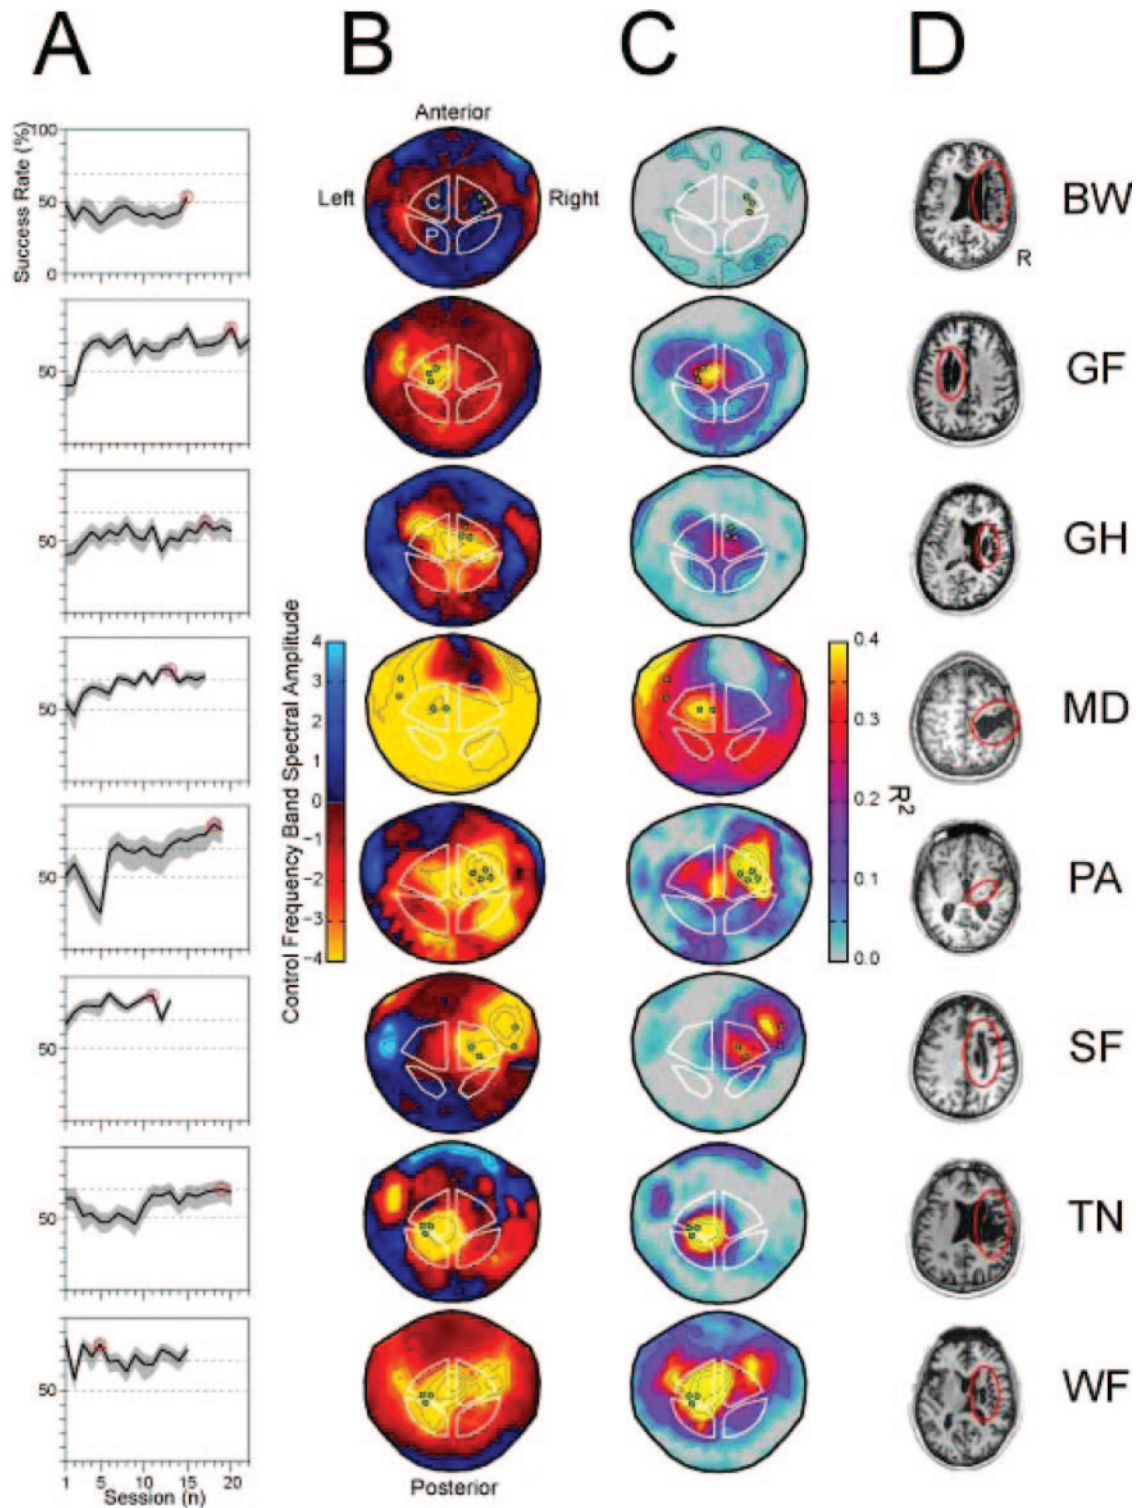 A B C D
Success Rate (%)
100
50
0
Anterior
Left
Right
C
P
R
BW
50
GF
50
GH
Control Frequency Band Spectral Amplitude
4
3
2
1
0
-1
-2
-3
-4
50
0.4
0.3
0.2
0.1
0.0
R²
MD
50
PA
50
SF
50
TN
50
WF
1 5 10 15 20
Session (n)
Posterior